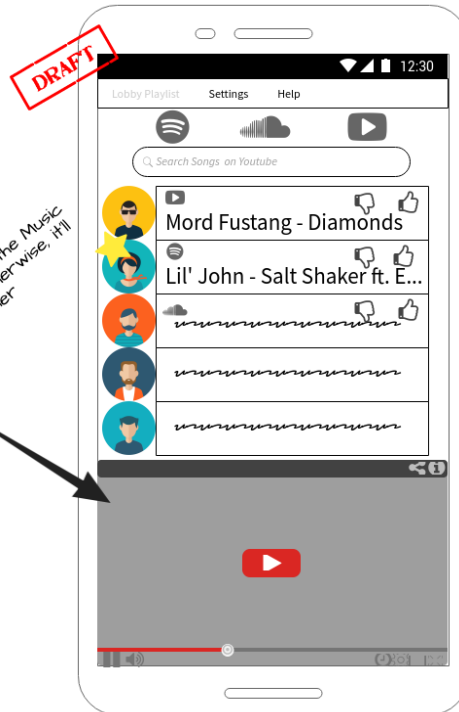 DRAFT
12:30
Lobby Playlist Settings Help
Search Songs on Youtube
Mord Fustang - Diamonds
Lil' John - Salt Shaker ft. E...
he Music
erwise, it'll
er